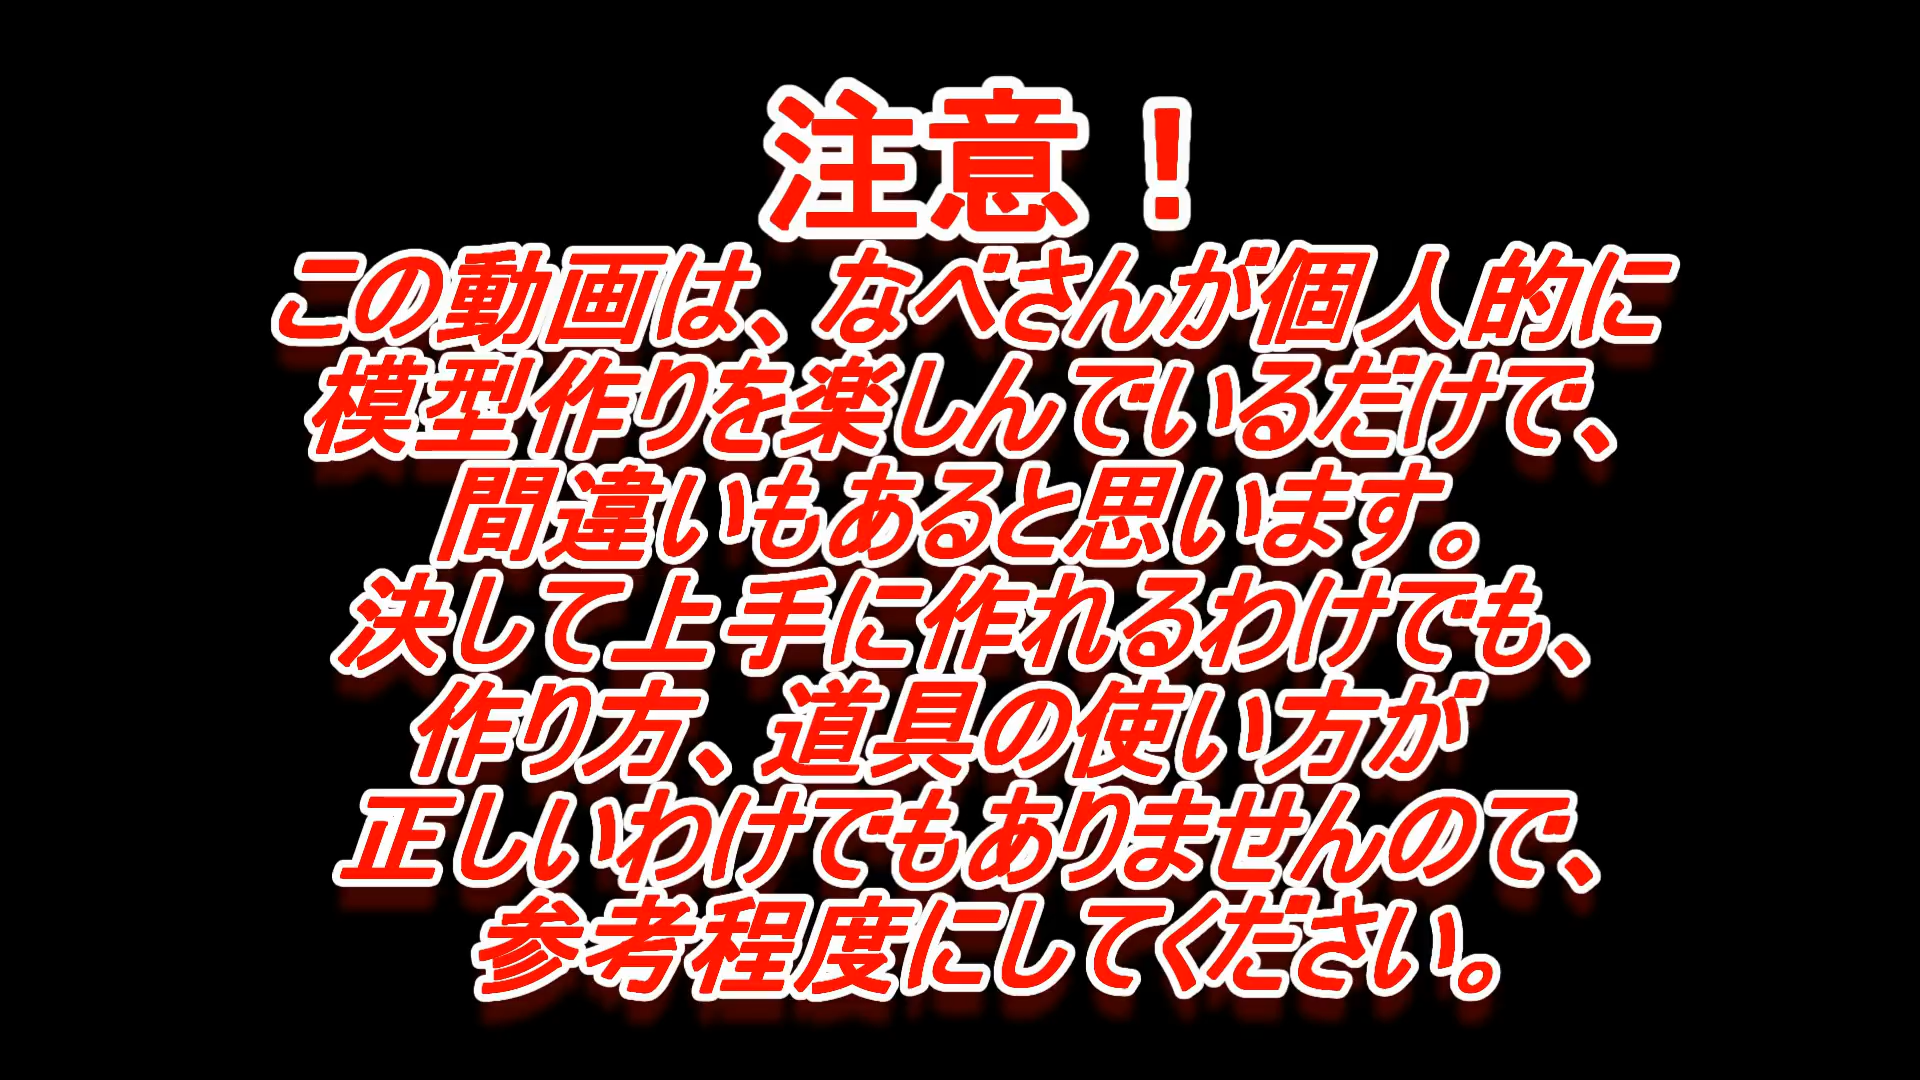 注意！
この動画は、なべさんが個人的に
模型作りを楽しんでいるだけで、
間違いもあると思います。
決して上手に作れるわけでも、
作り方、道具の使い方が
正しいわけでもありませんので、
参考程度にしてください。